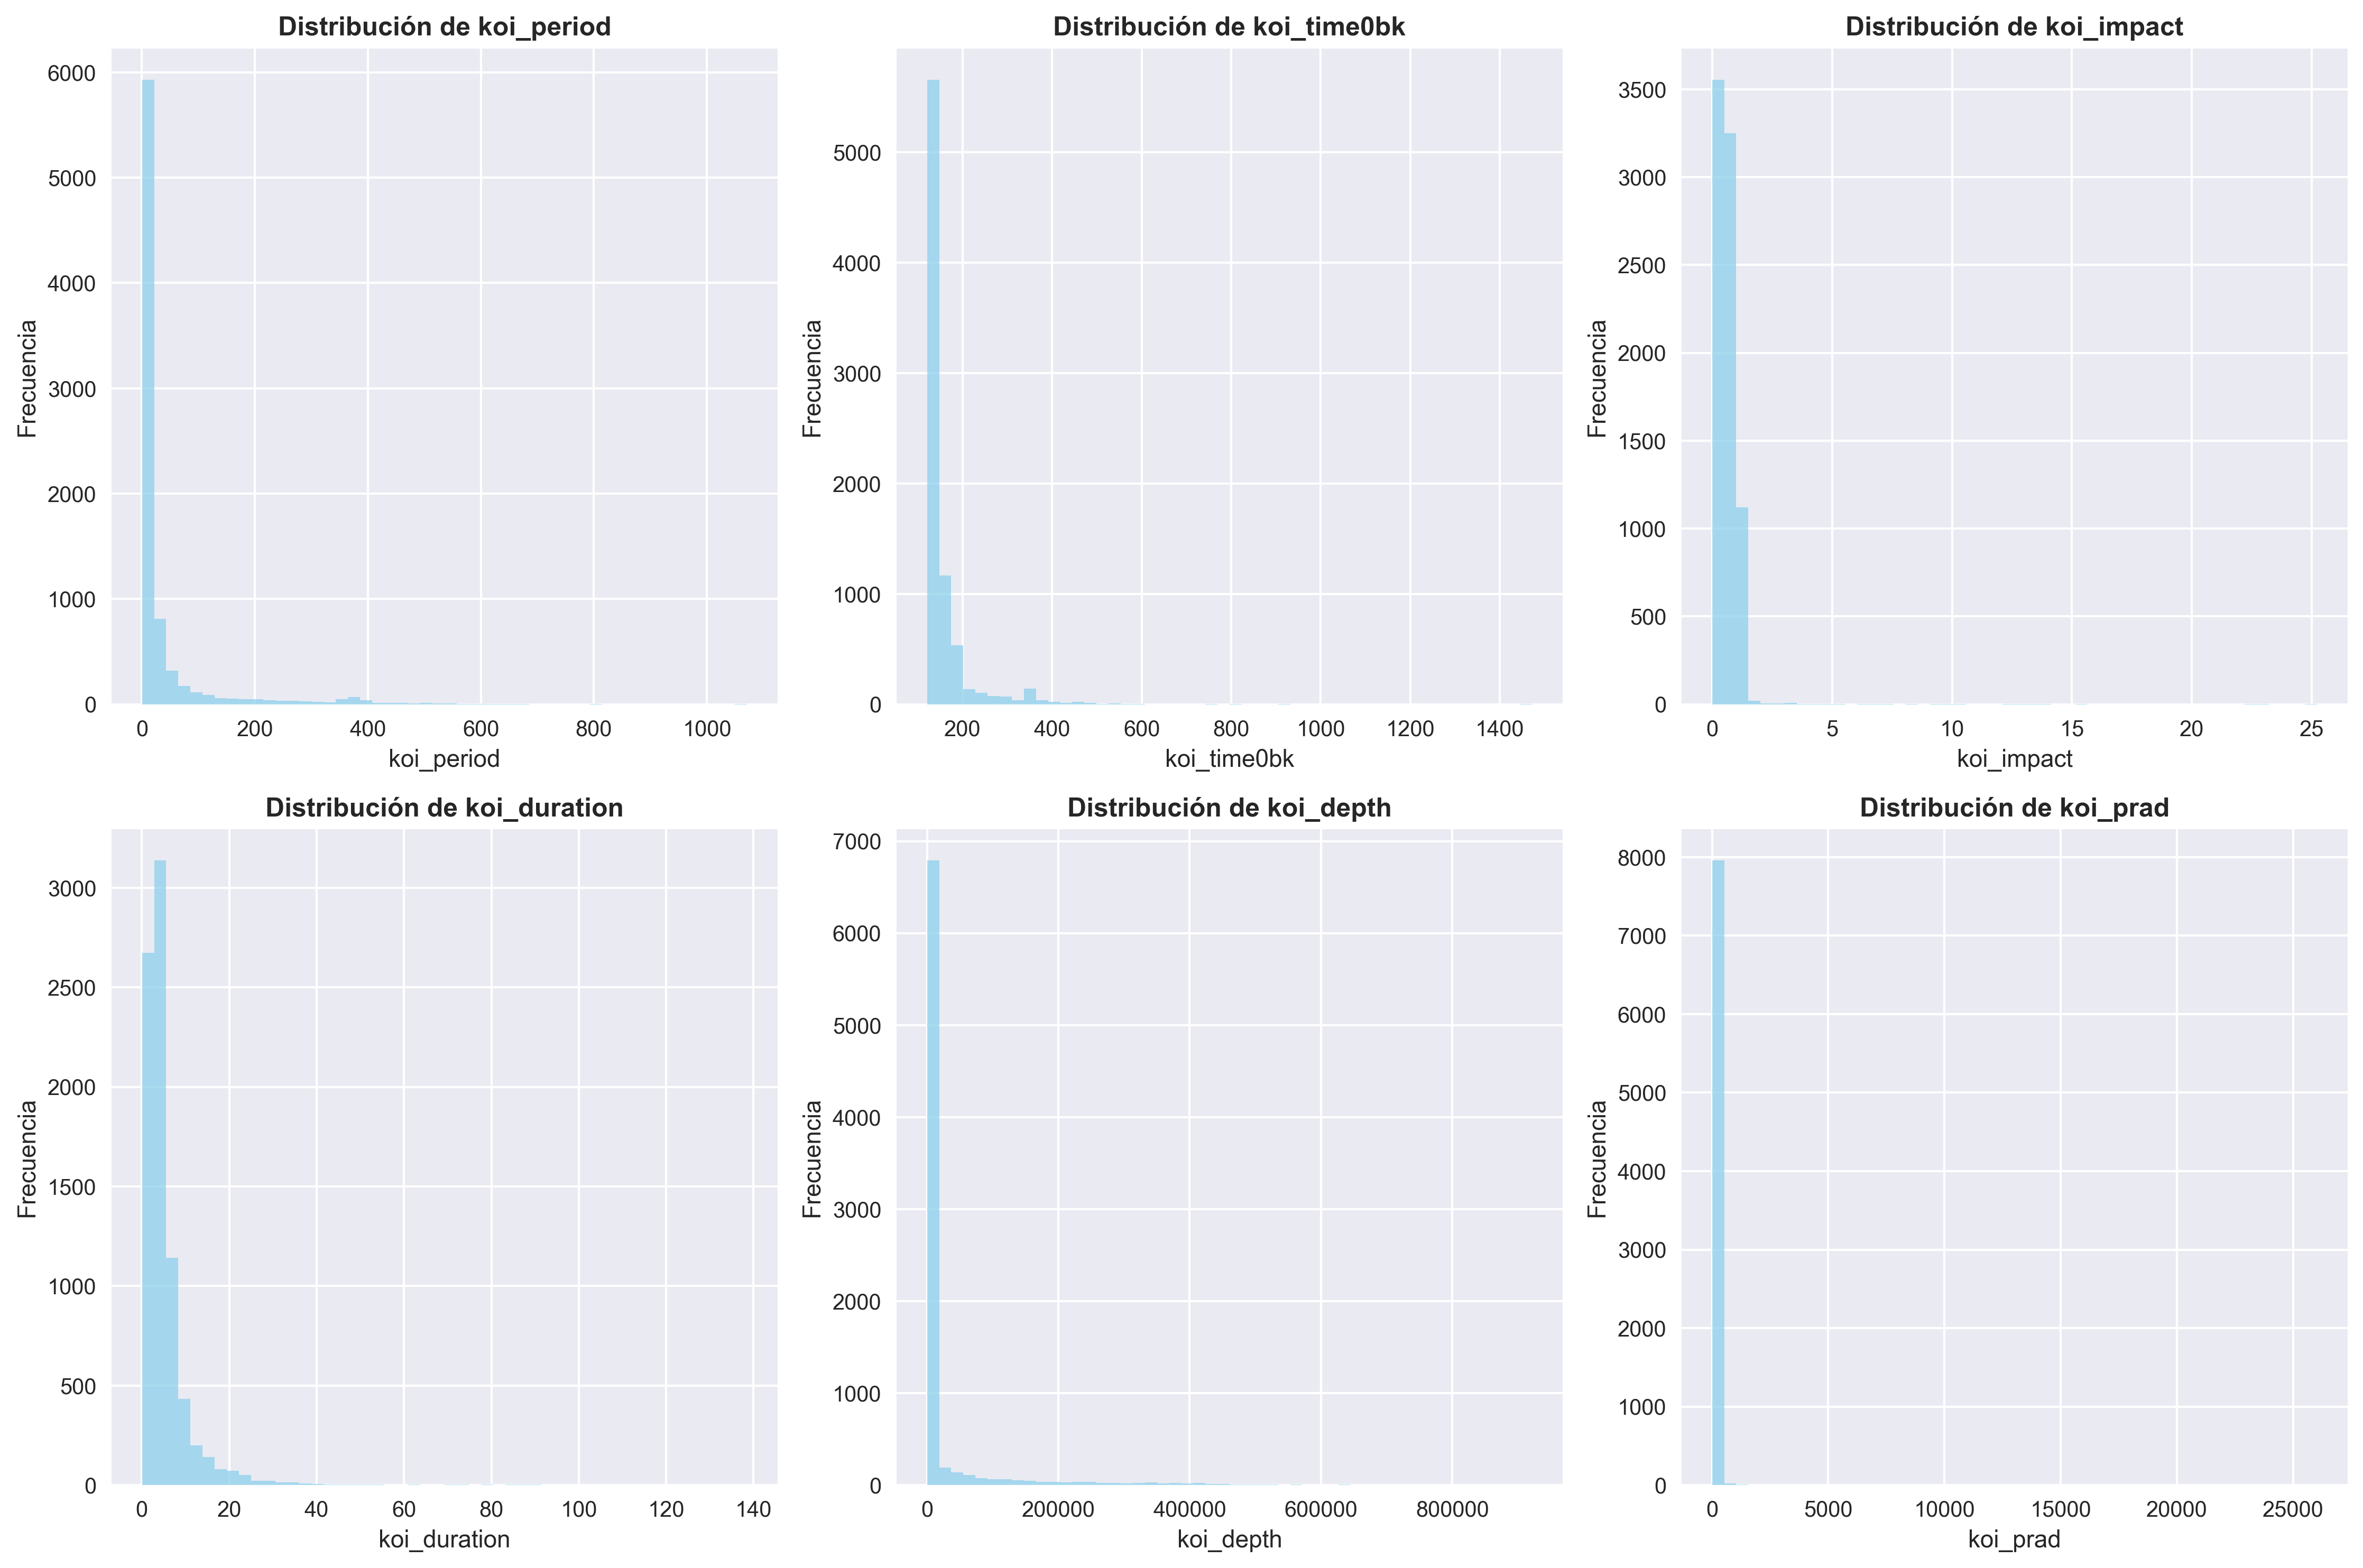 Distribución de koi_period
Frecuencia
6000
5000
4000
3000
2000
1000
0
0 200 400 600 800 1000
koi_period
Distribución de koi_time0bk
Frecuencia
5000
4000
3000
2000
1000
0
200 400 600 800 1000 1200 1400
koi_time0bk
Distribución de koi_impact
Frecuencia
3500
3000
2500
2000
1500
1000
500
0
0 5 10 15 20 25
koi_impact
Distribución de koi_duration
Frecuencia
3000
2500
2000
1500
1000
500
0
0 20 40 60 80 100 120 140
koi_duration
Distribución de koi_depth
Frecuencia
7000
6000
5000
4000
3000
2000
1000
0
0 200000 400000 600000 800000
koi_depth
Distribución de koi_prad
Frecuencia
8000
7000
6000
5000
4000
3000
2000
1000
0
0 5000 10000 15000 20000 25000
koi_prad